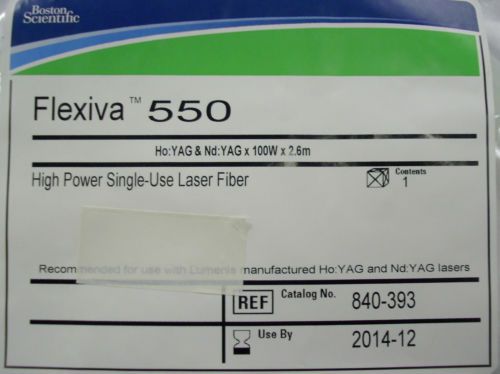 Boston
Scientific
Flexiva™ 550
Ho:YAG & Nd:YAG x 100W x 2.6m
High Power Single-Use Laser Fiber
Contents
1
Recommended for use with Lumenis manufactured Ho:YAG and Nd:YAG lasers
REF Catalog No. 840-393
Use By 2014-12